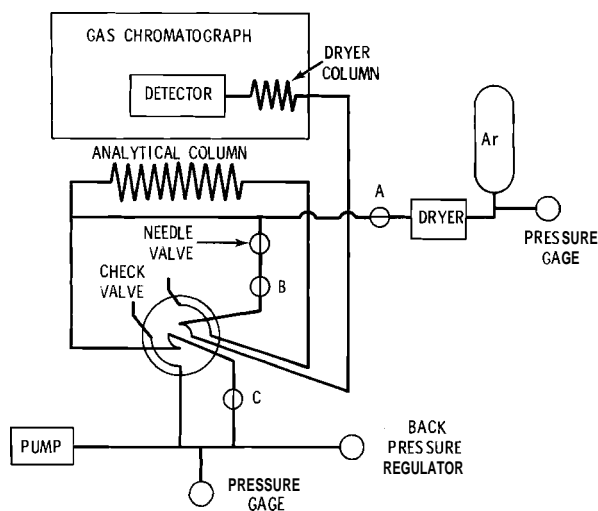 GAS CHROMATOGRAPH
DRYER
COLUMN
DETECTOR
ANALYTICAL COLUMN
A
Ar
DRYER
PRESSURE
GAGE
NEEDLE
VALVE
CHECK
VALVE
B
C
PUMP
BACK
PRESSURE
REGULATOR
PRESSURE
GAGE